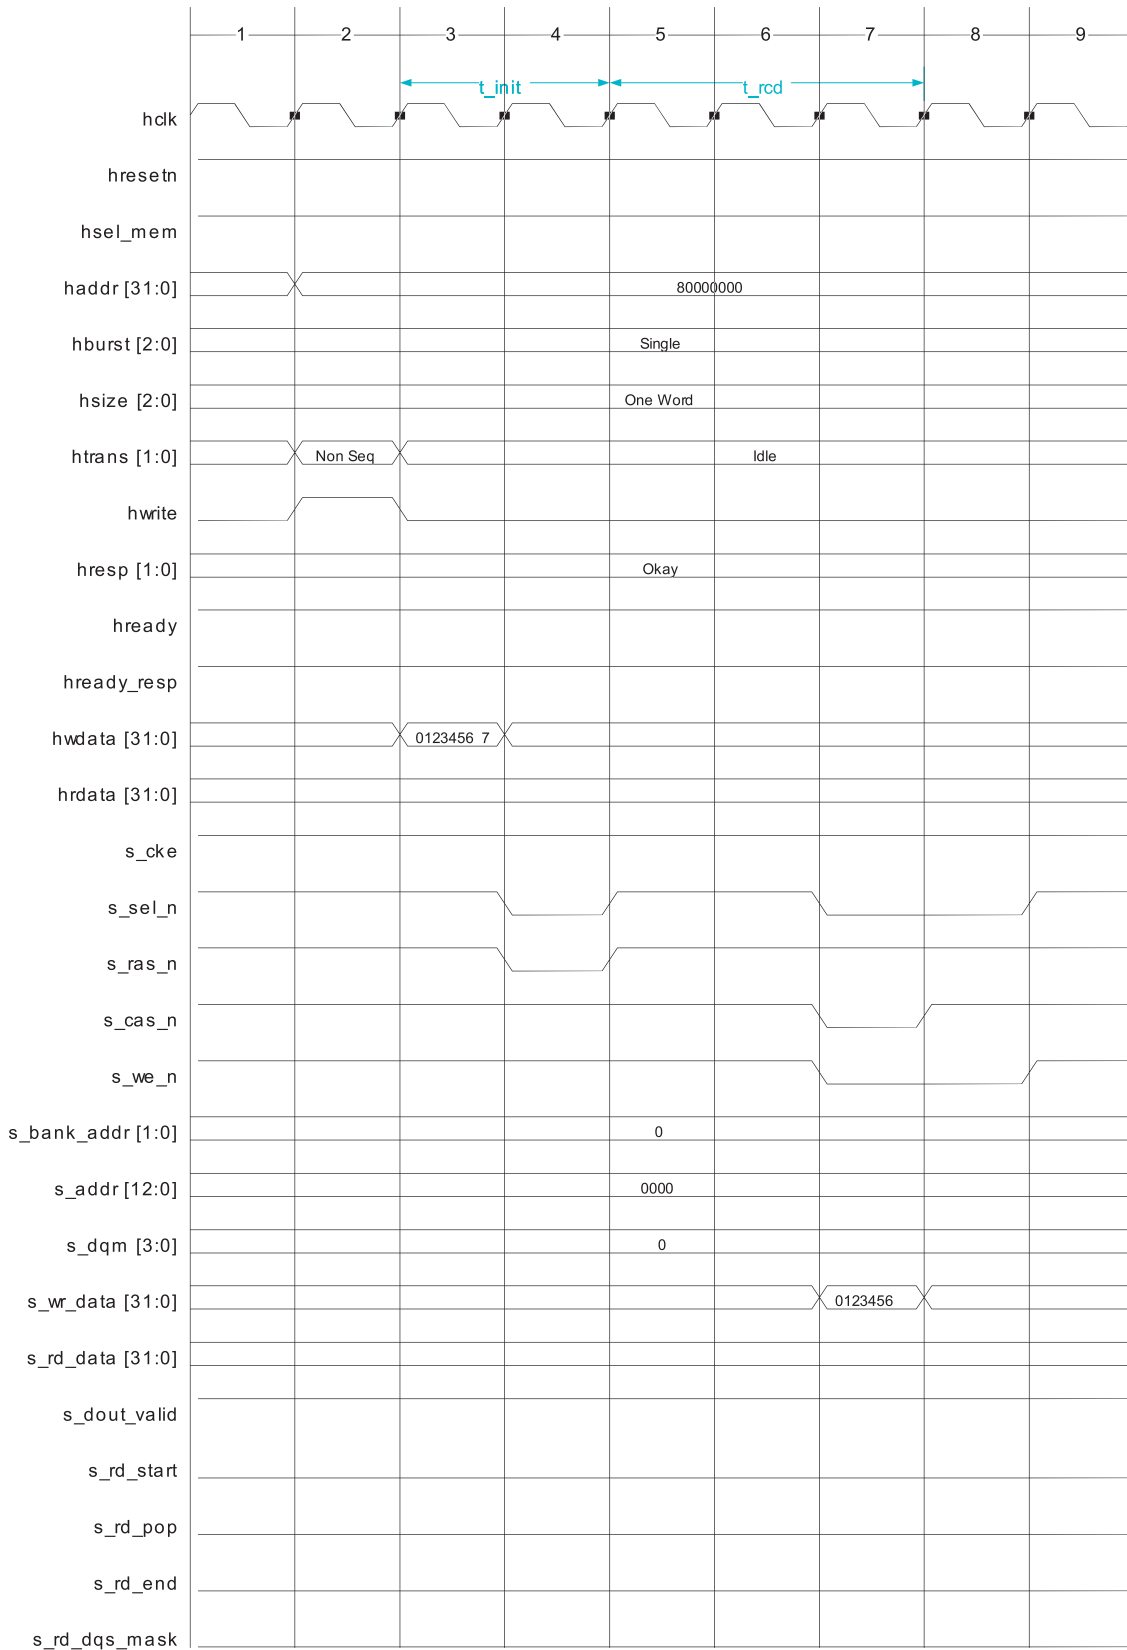 1 2 3 4 5 6 7 8 9
t_init t_rcd
hclk
hresetn
hsel_mem
haddr [31:0] 80000000
hburst [2:0] Single
hsize [2:0] One Word
htrans [1:0] Non Seq Idle
hwrite
hresp [1:0] Okay
hready
hready_resp
hwdata [31:0] 0123456 7
hrdata [31:0]
s_cke
s_sel_n
s_ras_n
s_cas_n
s_we_n
s_bank_addr [1:0] 0
s_addr [12:0] 0000
s_dqm [3:0] 0
s_wr_data [31:0] 0123456
s_rd_data [31:0]
s_dout_valid
s_rd_start
s_rd_pop
s_rd_end
s_rd_dqs_mask